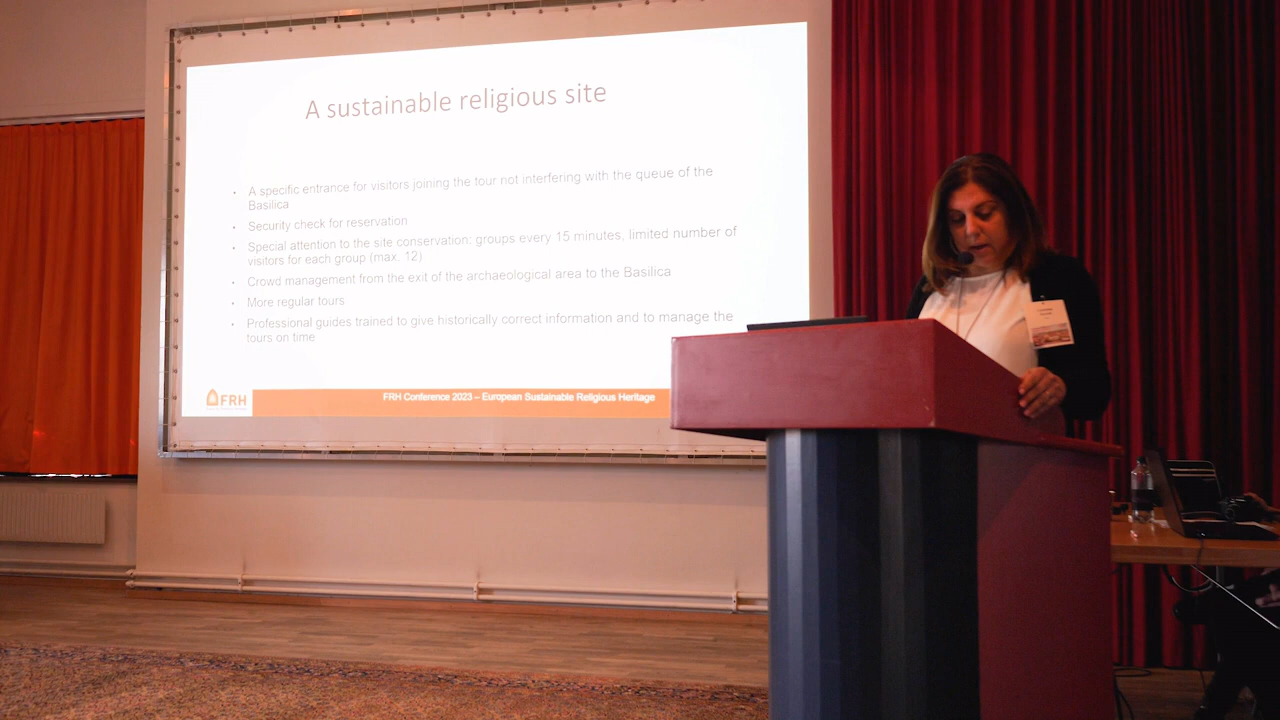 A sustainable religious site
• A specific entrance for visitors joining the tour not interfering with the queue of the
Basilica
• Security check for reservation
• Special attention to the site conservation: groups every 15 minutes, limited number of
visitors for each group (max. 12)
• Crowd management from the exit of the archaeological area to the Basilica
• More regular tours
• Professional guides trained to give historically correct information and to manage the
tours on time
FRH
FRH Conference 2023 – European Sustainable Religious Heritage